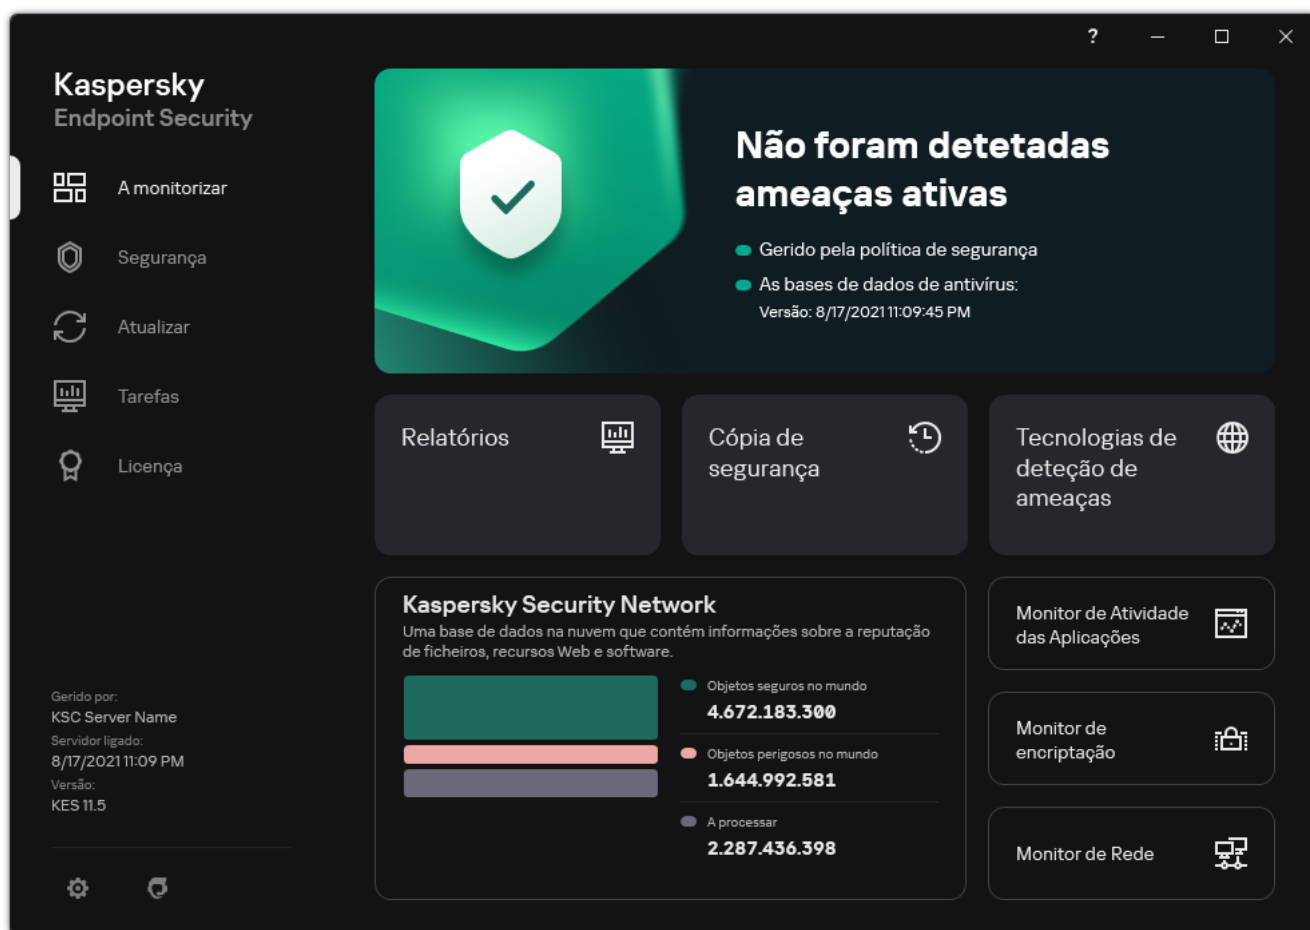 ?
Kaspersky
Endpoint Security
A monitorizar
Segurança
Atualizar
Tarefas
Licença
Gerido por:
KSC Server Name
Servidor ligado:
8/17/2021 11:09 PM
Versão:
KES 11.5
Não foram detetadas
ameaças ativas
Gerido pela política de segurança
As bases de dados de antivírus:
Versão: 8/17/2021 11:09:45 PM
Relatórios
Cópia de
segurança
Tecnologias de
deteção de
ameaças
Kaspersky Security Network
Uma base de dados na nuvem que contém informações sobre a reputação
de ficheiros, recursos Web e software.
Objetos seguros no mundo
4.672.183.300
Objetos perigosos no mundo
1.644.992.581
A processar
2.287.436.398
Monitor de Atividade
das Aplicações
Monitor de
encriptação
Monitor de Rede